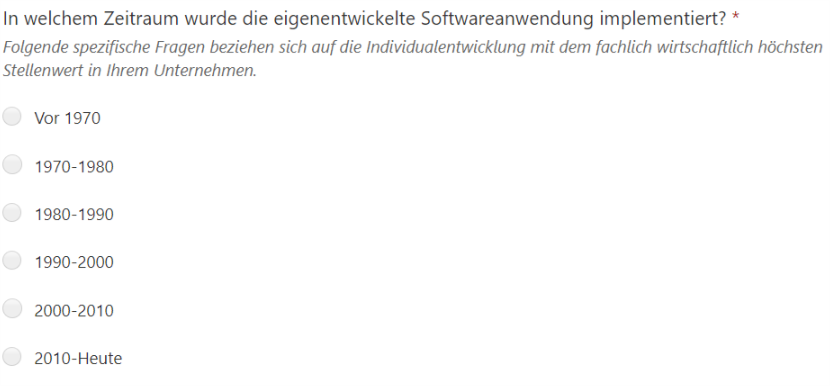 In welchem Zeitraum wurde die eigenentwickelte Softwareanwendung implementiert? *
Folgende spezifische Fragen beziehen sich auf die Individualentwicklung mit dem fachlich wirtschaftlich höchsten
Stellenwert in Ihrem Unternehmen.
Vor 1970
1970-1980
1980-1990
1990-2000
2000-2010
2010-Heute